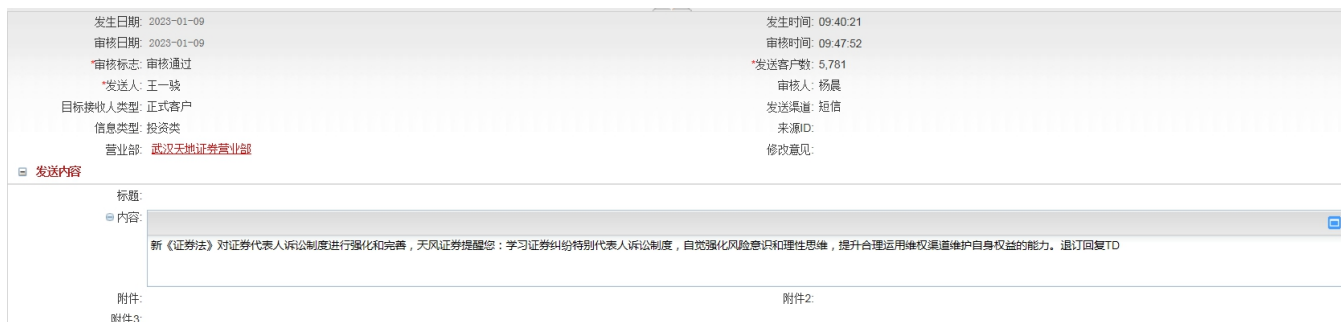 发生日期: 2023-01-09 发生时间: 09:40:21
审核日期: 2023-01-09 审核时间: 09:47:52
*审核标志: 审核通过 *发送客户数: 5,781
*发送人: 王一骁 审核人: 杨晨
目标接收人类型: 正式客户 发送渠道: 短信
信息类型: 投资类 来源ID:
营业部: 武汉天地证券营业部 修改意见:
发送内容
标题:
内容:
新《证券法》对证券代表人诉讼制度进行强化和完善，天风证券提醒您：学习证券纠纷特别代表人诉讼制度，自觉强化风险意识和理性思维，提升合理运用维权渠道维护自身权益的能力。退订回复TD
附件: 附件2:
附件3: